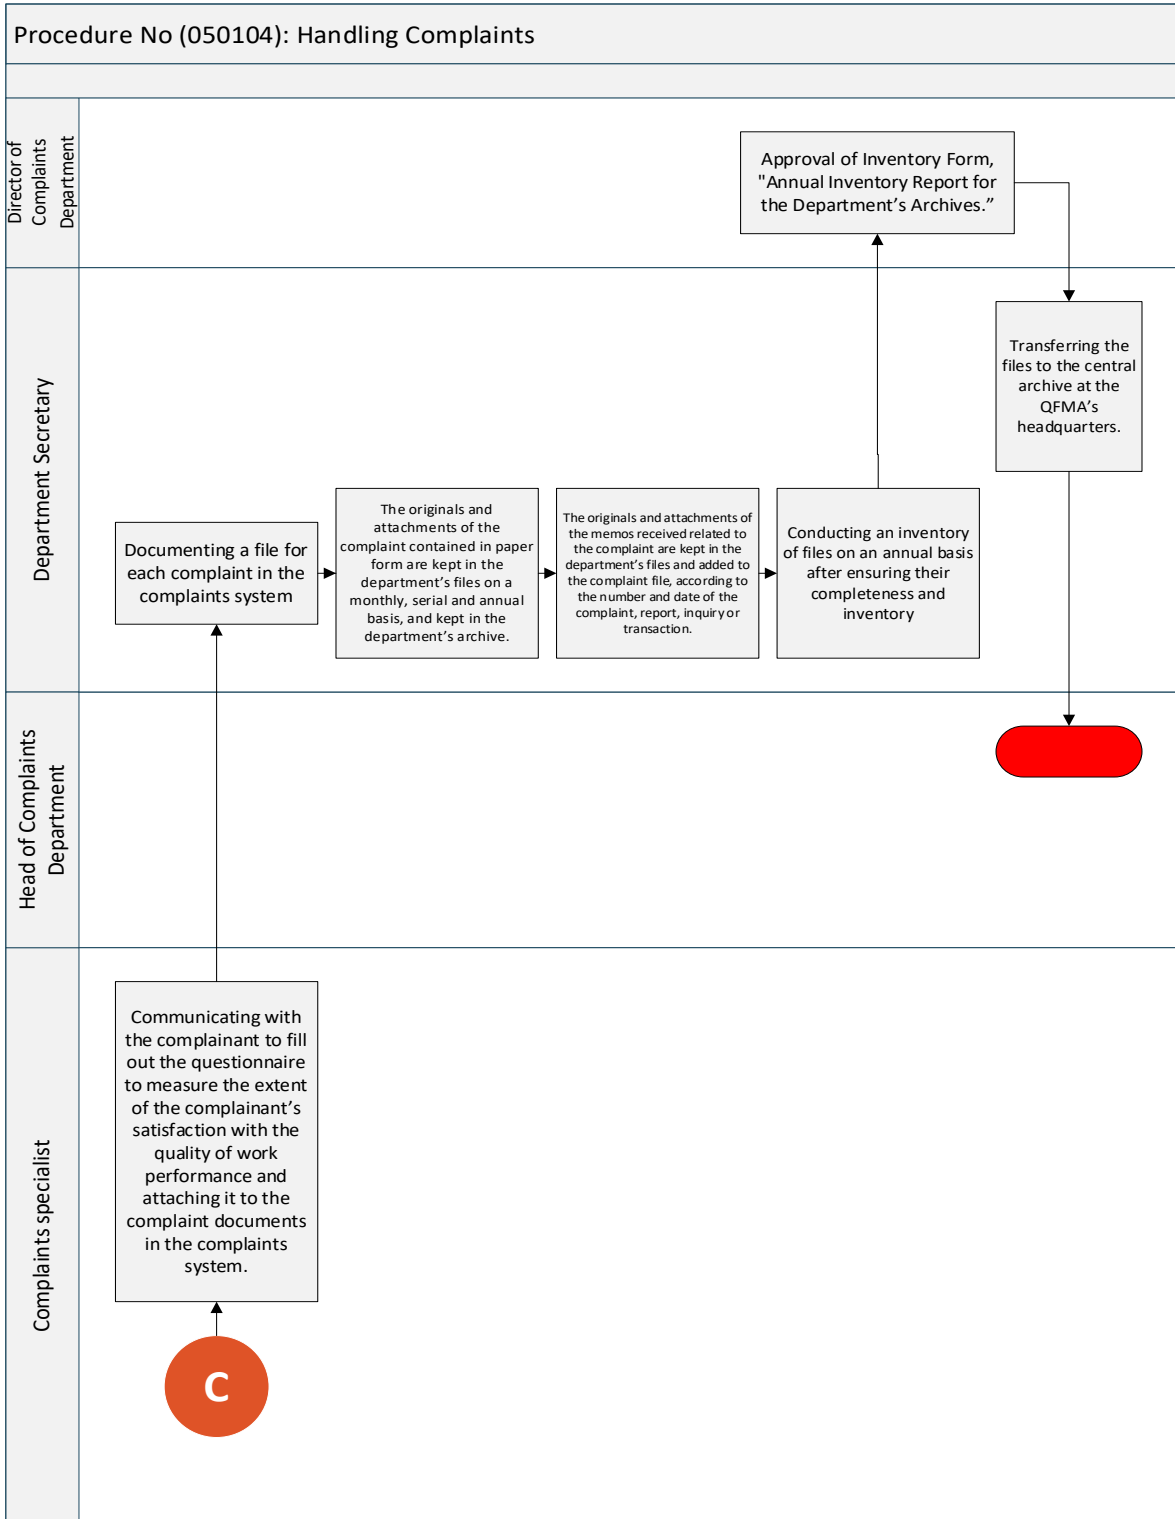 Procedure No (050104): Handling Complaints
Director of
Complaints
Department
Approval of Inventory Form,
"Annual Inventory Report for
the Department’s Archives.”
Department Secretary
Transferring the
files to the central
archive at the
QFMA’s
headquarters.
Documenting a file for
each complaint in the
complaints system
The originals and
attachments of the
complaint contained in paper
form are kept in the
department’s files on a
monthly, serial and annual
basis, and kept in the
department’s archive.
The originals and attachments of
the memos received related to
the complaint are kept in the
department’s files and added to
the complaint file, according to
the number and date of the
complaint, report, inquiry or
transaction.
Conducting an inventory
of files on an annual basis
after ensuring their
completeness and
inventory
Head of Complaints
Department
Complaints specialist
Communicating with
the complainant to fill
out the questionnaire
to measure the extent
of the complainant’s
satisfaction with the
quality of work
performance and
attaching it to the
complaint documents
in the complaints
system.
C